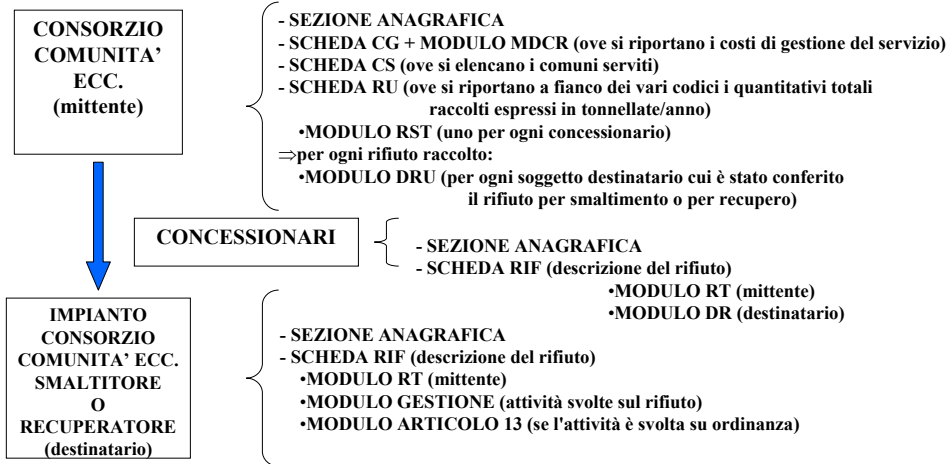 CONSORZIO
COMUNITA’
ECC.
(mittente)
- SEZIONE ANAGRAFICA
- SCHEDA CG + MODULO MDCR (ove si riportano i costi di gestione del servizio)
- SCHEDA CS (ove si elencano i comuni serviti)
- SCHEDA RU (ove si riportano a fianco dei vari codici i quantitativi totali
raccolti espressi in tonnellate/anno)
•MODULO RST (uno per ogni concessionario)
⇒per ogni rifiuto raccolto:
•MODULO DRU (per ogni soggetto destinatario cui è stato conferito
il rifiuto per smaltimento o per recupero)
CONCESSIONARI
- SEZIONE ANAGRAFICA
- SCHEDA RIF (descrizione del rifiuto)
•MODULO RT (mittente)
•MODULO DR (destinatario)
IMPIANTO
CONSORZIO
COMUNITA’ ECC.
SMALTITORE
O
RECUPERATORE
(destinatario)
- SEZIONE ANAGRAFICA
- SCHEDA RIF (descrizione del rifiuto)
•MODULO RT (mittente)
•MODULO GESTIONE (attività svolte sul rifiuto)
•MODULO ARTICOLO 13 (se l'attività è svolta su ordinanza)